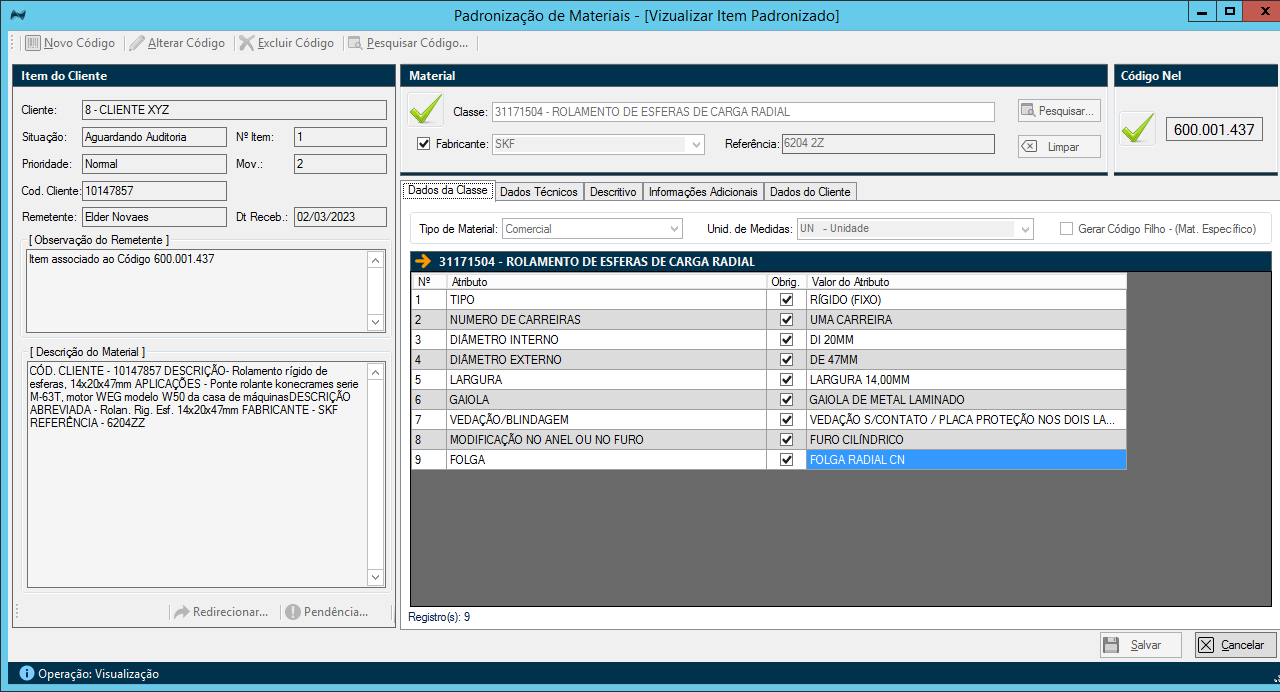 Padronização de Materiais - [Vizualizar Item Padronizado]
Novo Código Alterar Código Excluir Código Pesquisar Código...
Item do Cliente
Cliente: 8 - CLIENTE XYZ
Situação: Aguardando Auditoria Nº Item: 1
Prioridade: Normal Mov.: 2
Cod. Cliente: 10147857
Remetente: Elder Novaes Dt Receb.: 02/03/2023
[ Observação do Remetente ]
Item associado ao Código 600.001.437
[ Descrição do Material ]
CÓD. CLIENTE - 10147857 DESCRIÇÃO- Rolamento rígido de
esferas, 14x20x47mm APLICAÇÕES - Ponte rolante konecrames serie
M-63T, motor WEG modelo W50 da casa de máquinasDESCRIÇÃO
ABREVIADA - Rolan. Rig. Esf. 14x20x47mm FABRICANTE - SKF
REFERÊNCIA - 6204ZZ
Redirecionar... Pendência...
Material
Classe: 31171504 - ROLAMENTO DE ESFERAS DE CARGA RADIAL Pesquisar...
Fabricante: SKF Referência: 6204 2Z Limpar
Código Nel
600.001.437
Dados da Classe Dados Técnicos Descritivo Informações Adicionais Dados do Cliente
Tipo de Material: Comercial Unid. de Medidas: UN - Unidade Gerar Código Filho - (Mat. Específico)
31171504 - ROLAMENTO DE ESFERAS DE CARGA RADIAL
Nº Atributo Obrig. Valor do Atributo
1 TIPO RÍGIDO (FIXO)
2 NUMERO DE CARREIRAS UMA CARREIRA
3 DIÂMETRO INTERNO DI 20MM
4 DIÂMETRO EXTERNO DE 47MM
5 LARGURA LARGURA 14,00MM
6 GAIOLA GAIOLA DE METAL LAMINADO
7 VEDAÇÃO/BLINDAGEM VEDAÇÃO S/CONTATO / PLACA PROTEÇÃO NOS DOIS LA...
8 MODIFICAÇÃO NO ANEL OU NO FURO FURO CILÍNDRICO
9 FOLGA FOLGA RADIAL CN
Registro(s): 9
Salvar Cancelar
Operação: Visualização